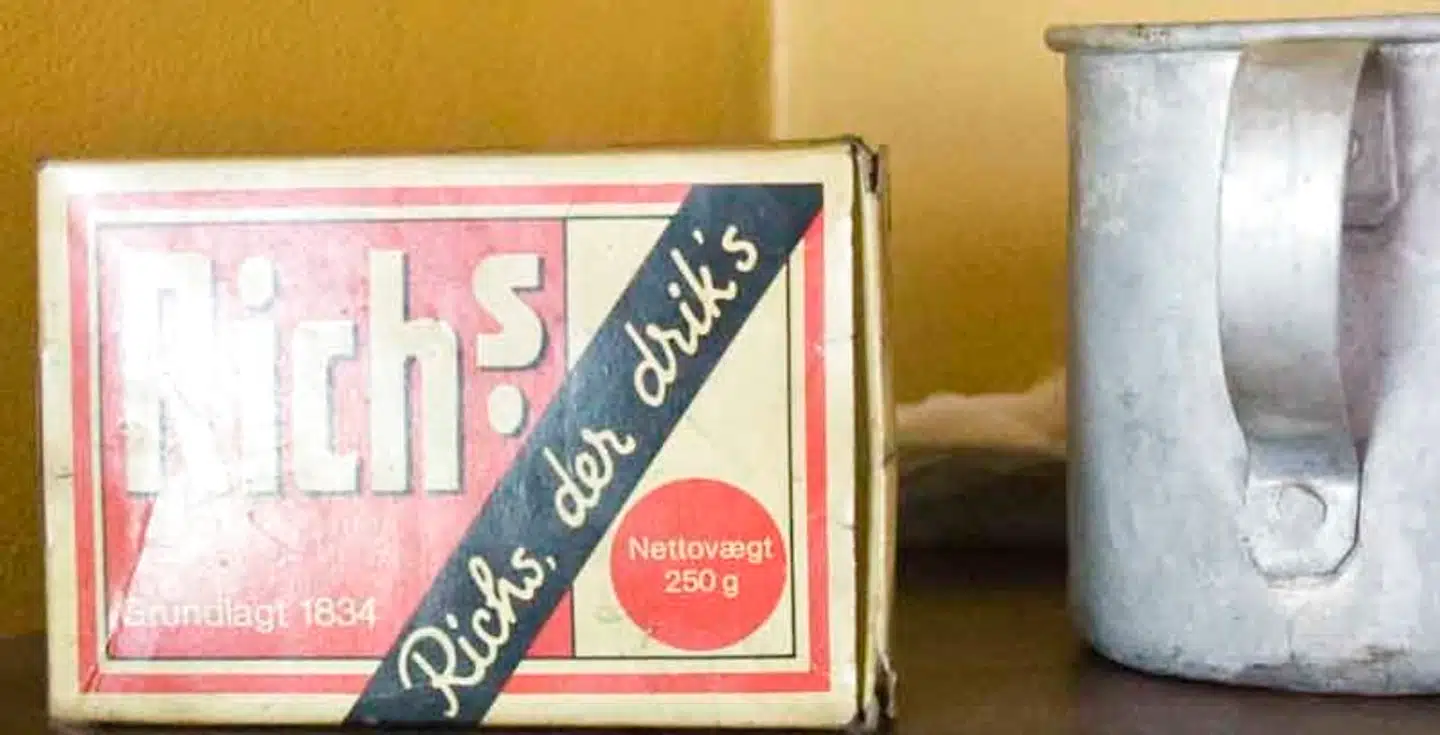 Richs.
Grundlagt 1834
Richs, der drik's
Nettovægt
250 g